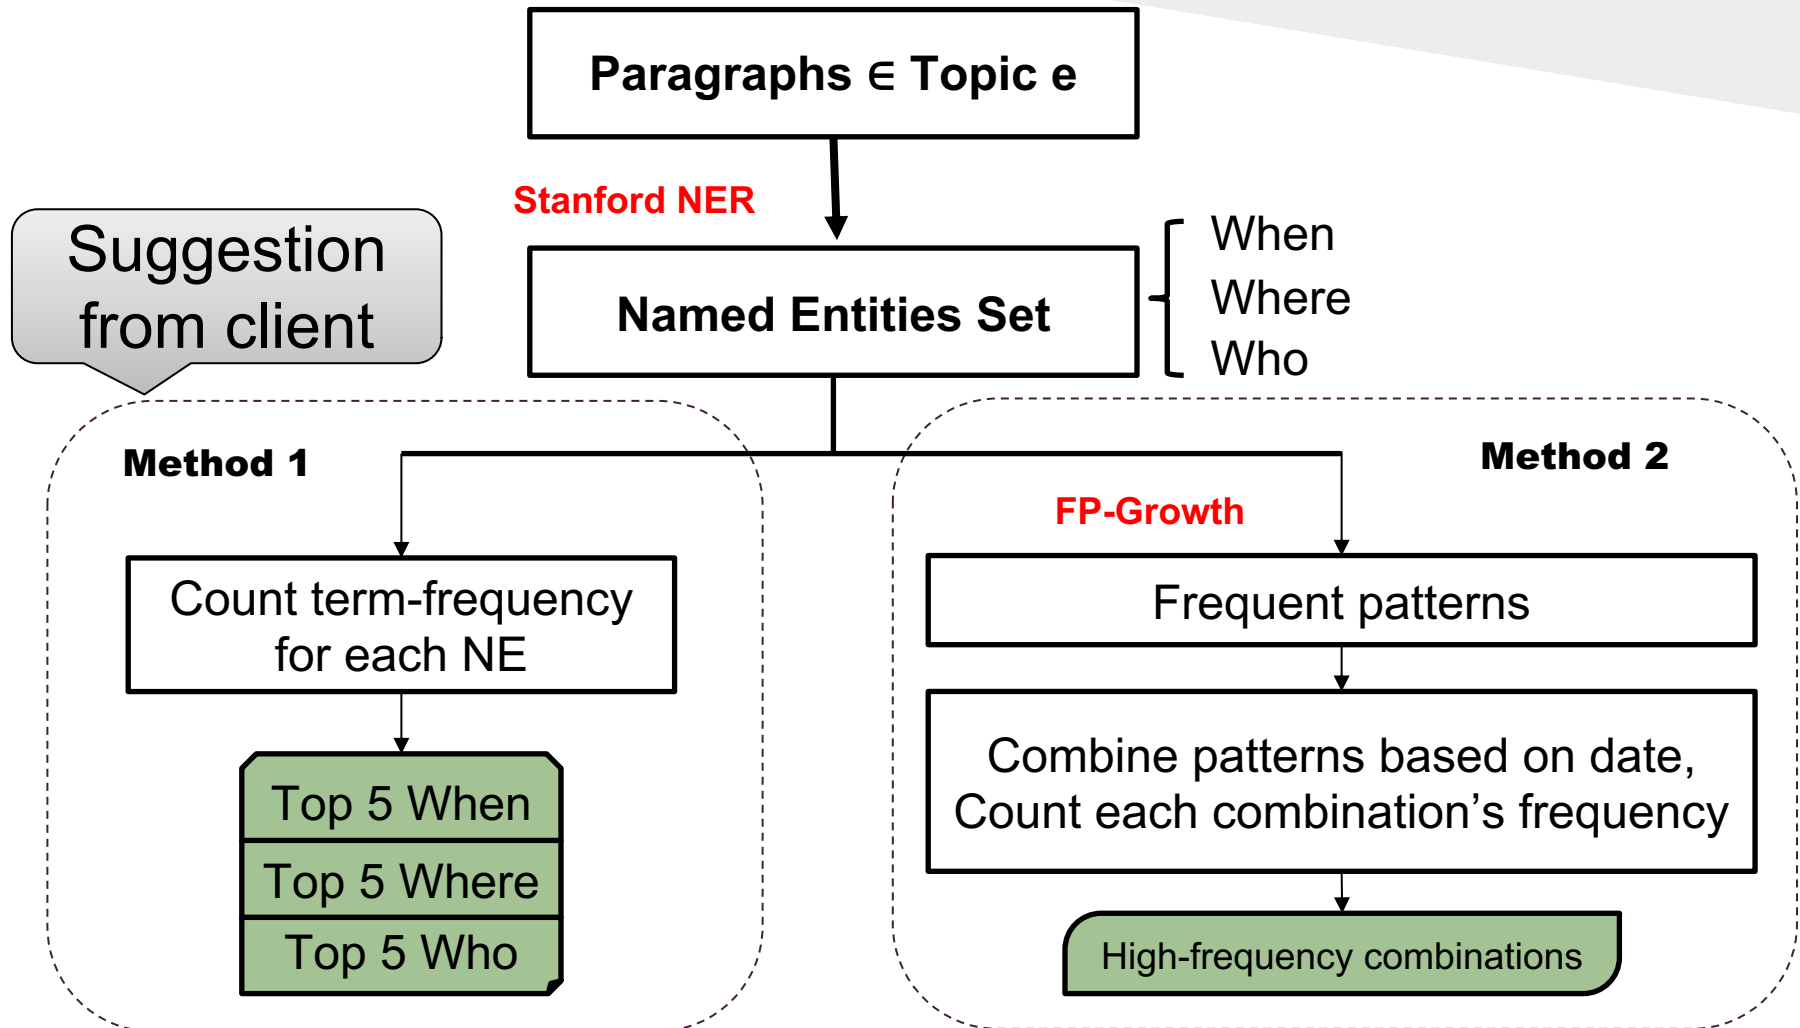 Paragraphs ∈ Topic e
Stanford NER
Suggestion
from client
Named Entities Set
When
Where
Who
Method 1
Count term-frequency
for each NE
Top 5 When
Top 5 Where
Top 5 Who
Method 2
FP-Growth
Frequent patterns
Combine patterns based on date,
Count each combination’s frequency
High-frequency combinations